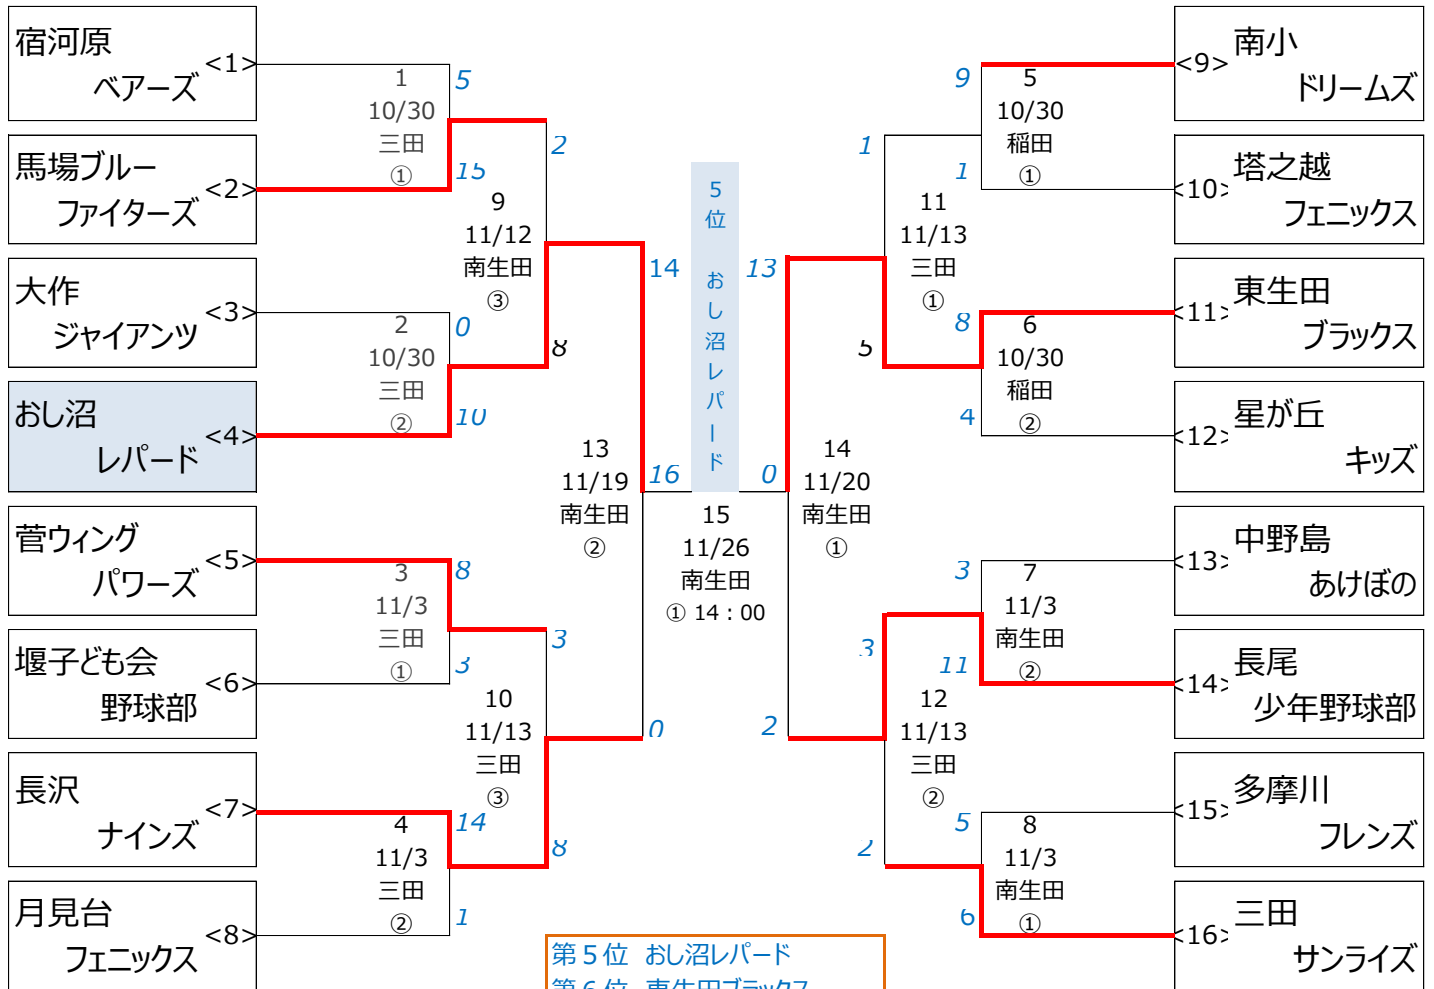 宿河原
ベアーズ
<1>
馬場ブルー
ファイターズ
<2>
大作
ジャイアンツ
<3>
おし沼
レパード
<4>
菅ウィング
パワーズ
<5>
堰子ども会
野球部
<6>
長沢
ナインズ
<7>
月見台
フェニックス
<8>
1
10/30
三田
①
5
15
2
10/30
三田
②
0
10
3
11/3
三田
①
8
3
4
11/3
三田
②
14
1
9
11/12
南生田
③
2
8
10
11/13
三田
③
3
8
13
11/19
南生田
②
14
0
16
5位 おし沼レパード
15
11/26
南生田
① 14：00
0
13
2
14
11/20
南生田
①
1
5
11
11/13
三田
①
3
2
12
11/13
三田
②
9
1
5
10/30
稲田
①
8
4
6
10/30
稲田
②
3
11
7
11/3
南生田
②
5
6
8
11/3
南生田
①
<9>
南小
ドリームズ
<10>
塔之越
フェニックス
<11>
東生田
ブラックス
<12>
星が丘
キッズ
<13>
中野島
あけぼの
<14>
長尾
少年野球部
<15>
多摩川
フレンズ
<16>
三田
サンライズ
第５位 おし沼レパード
第６位 東生田ブラックス